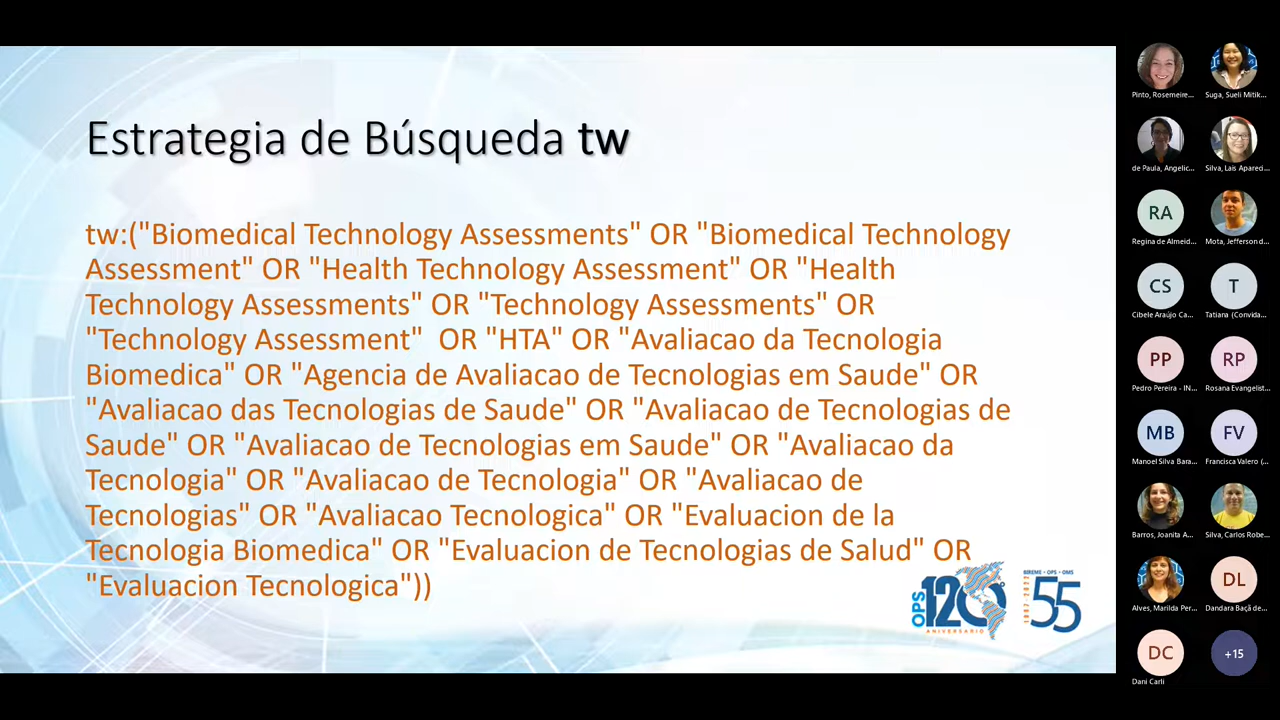 Estrategia de Búsqueda tw
tw:("Biomedical Technology Assessments" OR "Biomedical Technology
Assessment" OR "Health Technology Assessment" OR "Health
Technology Assessments" OR "Technology Assessments" OR
"Technology Assessment"  OR "HTA" OR "Avaliacao da Tecnologia
Biomedica" OR "Agencia de Avaliacao de Tecnologias em Saude" OR
"Avaliacao das Tecnologias de Saude" OR "Avaliacao de Tecnologias de
Saude" OR "Avaliacao de Tecnologias em Saude" OR "Avaliacao da
Tecnologia" OR "Avaliacao de Tecnologia" OR "Avaliacao de
Tecnologias" OR "Avaliacao Tecnologica" OR "Evaluacion de la
Tecnologia Biomedica" OR "Evaluacion de Tecnologias de Salud" OR
"Evaluacion Tecnologica"))
OPS 120
ANIVERSARIO
BIREME • OPS • OMS
55
Pinto, Rosemeire...
Suga, Sueli Mitik...
de Paula, Angelic...
Silva, Lais Apareci...
RA
Regina de Almeid...
Mota, Jefferson d...
CS
Cibele Araújo Ca...
T
Tatiana (Convida...
PP
Pedro Pereira - IN...
RP
Rosana Evangelist...
MB
Manoel Silva Bara...
FV
Francisca Valero (...
Barros, Joanita A...
Silva, Carlos Robe...
Alves, Marilda Per...
DL
Dandara Baçã de...
DC
Dani Carli
+15